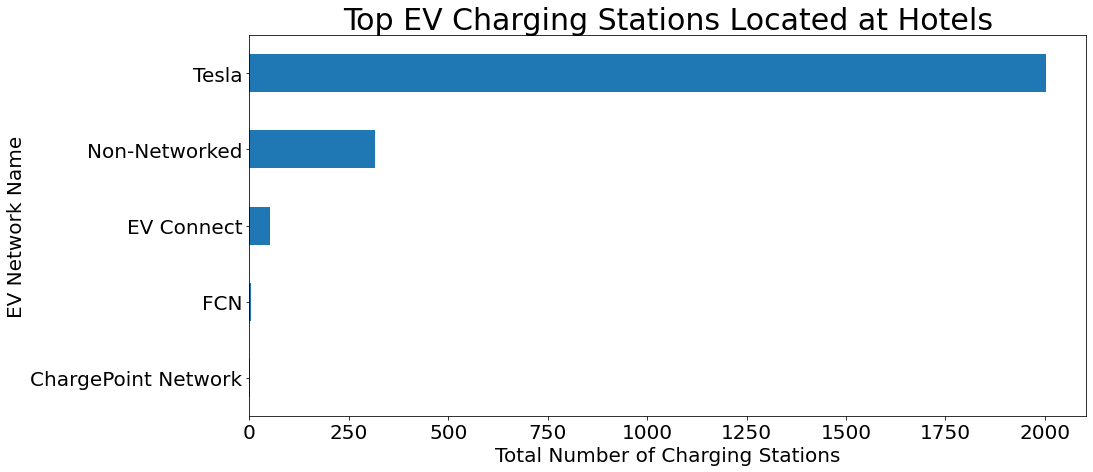 Top EV Charging Stations Located at Hotels
EV Network Name
Tesla
Non-Networked
EV Connect
FCN
ChargePoint Network
0 250 500 750 1000 1250 1500 1750 2000
Total Number of Charging Stations